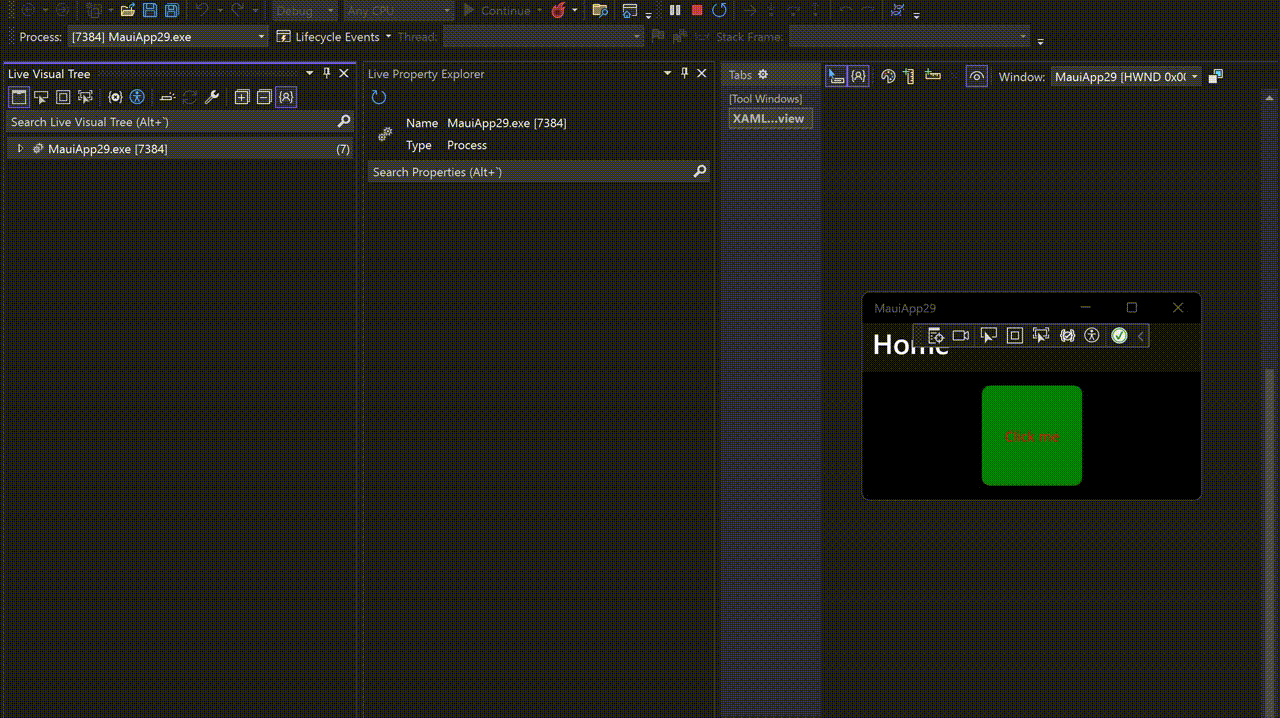 Debug Any CPU Continue
Process: [7384] MauiApp29.exe Lifecycle Events Thread: Stack Frame:
Live Visual Tree
Search Live Visual Tree (Alt+`)
MauiApp29.exe [7384] (7)
Live Property Explorer
Name MauiApp29.exe [7384]
Type Process
Search Properties (Alt+`)
Tabs
[Tool Windows]
XAML...view
Window: MauiApp29 [HWND 0x00
MauiApp29
Home
Click me